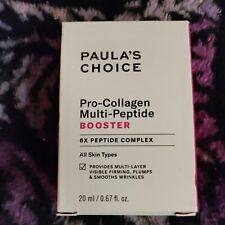 PAULA'S
CHOICE
Pro-Collagen
Multi-Peptide
BOOSTER
6X PEPTIDE COMPLEX
All Skin Types
PROVIDES MULTI-LAYER
VISIBLE FIRMING, PLUMPS
& SMOOTHS WRINKLES
20 ml / 0.67 fl. oz.